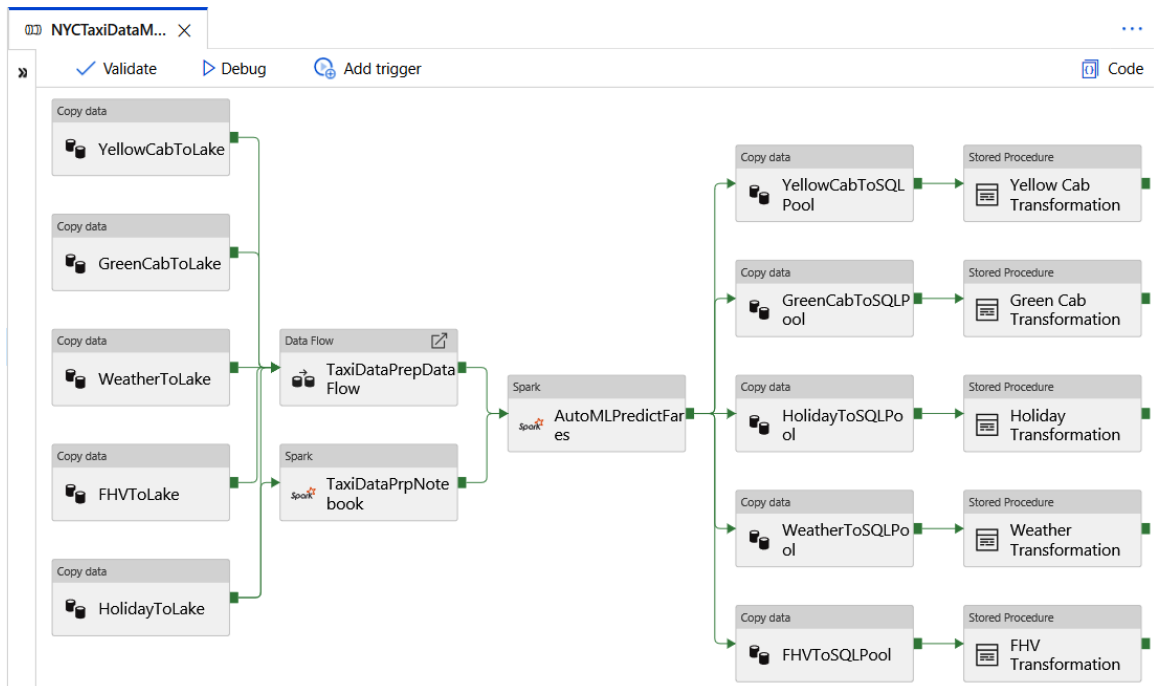 NYCTaxiDataM...
Validate
Debug
Add trigger
Code
Copy data
YellowCabToLake
Copy data
GreenCabToLake
Copy data
WeatherToLake
Copy data
FHVToLake
Copy data
HolidayToLake
Data Flow
TaxiDataPrepData
Flow
Spark
Spark
TaxiDataPrpNote
book
Spark
Spark
AutoMLPredictFar
es
Copy data
YellowCabToSQL
Pool
Copy data
GreenCabToSQLP
ool
Copy data
HolidayToSQLPo
ol
Copy data
WeatherToSQLPo
ol
Copy data
FHVToSQLPool
Stored Procedure
Yellow Cab
Transformation
Stored Procedure
Green Cab
Transformation
Stored Procedure
Holiday
Transformation
Stored Procedure
Weather
Transformation
Stored Procedure
FHV
Transformation